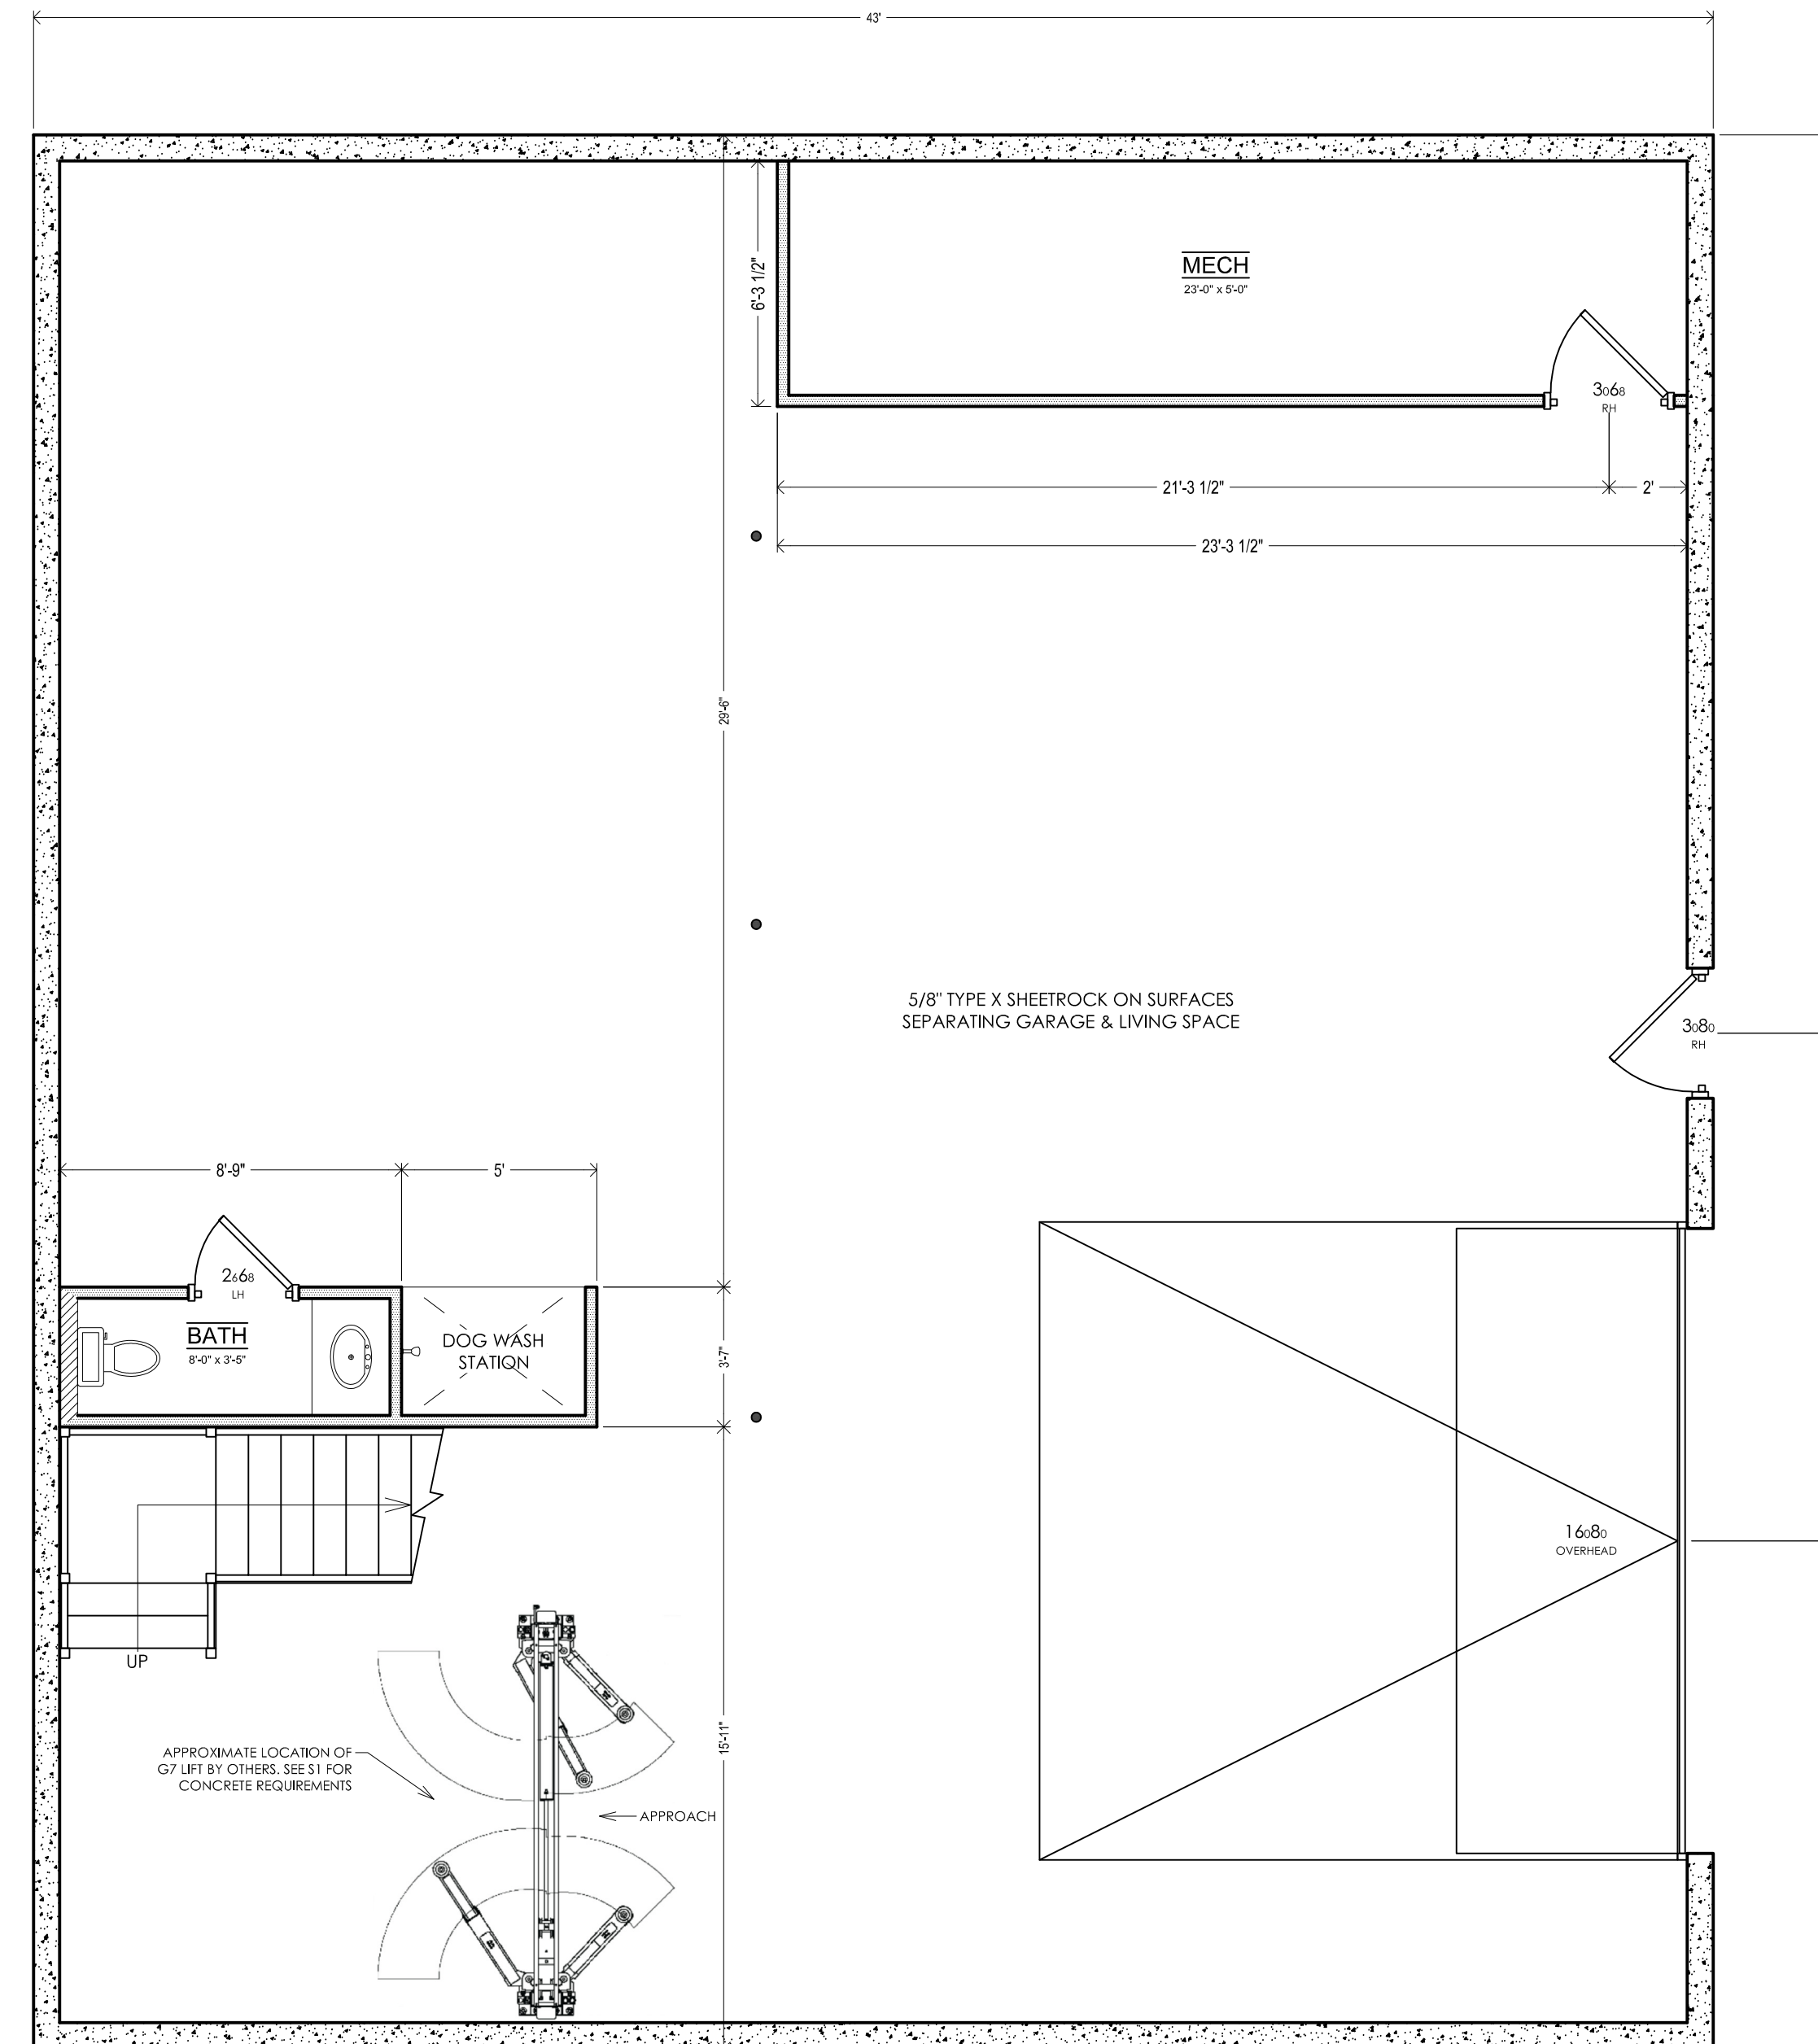 43'
MECH
23'-0" x 5'-0"
6'-3 1/2"
3068
RH
21'-3 1/2"
2'
23'-3 1/2"
29'-6"
5/8" TYPE X SHEETROCK ON SURFACES
SEPARATING GARAGE & LIVING SPACE
3080
RH
8'-9"
5'
2668
LH
BATH
8'-0" x 3'-5"
DOG WASH
STATION
3'-7"
16080
OVERHEAD
UP
15'-11"
APPROXIMATE LOCATION OF
G7 LIFT BY OTHERS. SEE S1 FOR
CONCRETE REQUIREMENTS
APPROACH